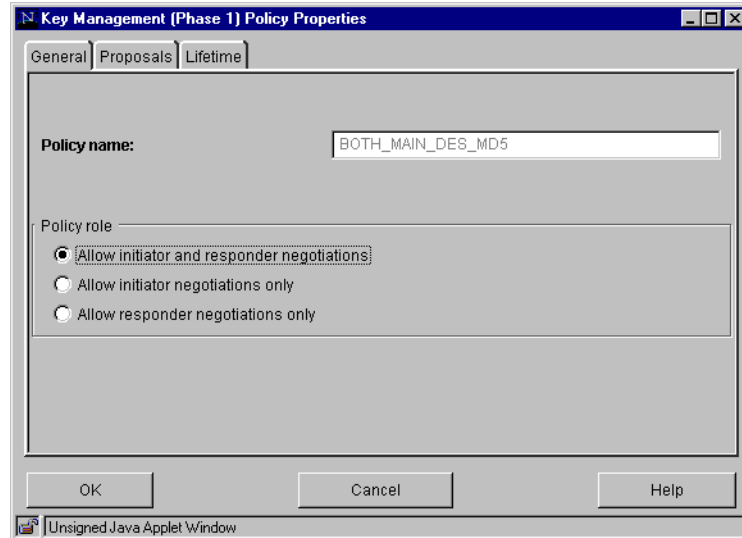 Key Management (Phase 1) Policy Properties
General Proposals Lifetime
Policy name: BOTH_MAIN_DES_MD5
Policy role
Allow initiator and responder negotiations
Allow initiator negotiations only
Allow responder negotiations only
OK Cancel Help
Unsigned Java Applet Window